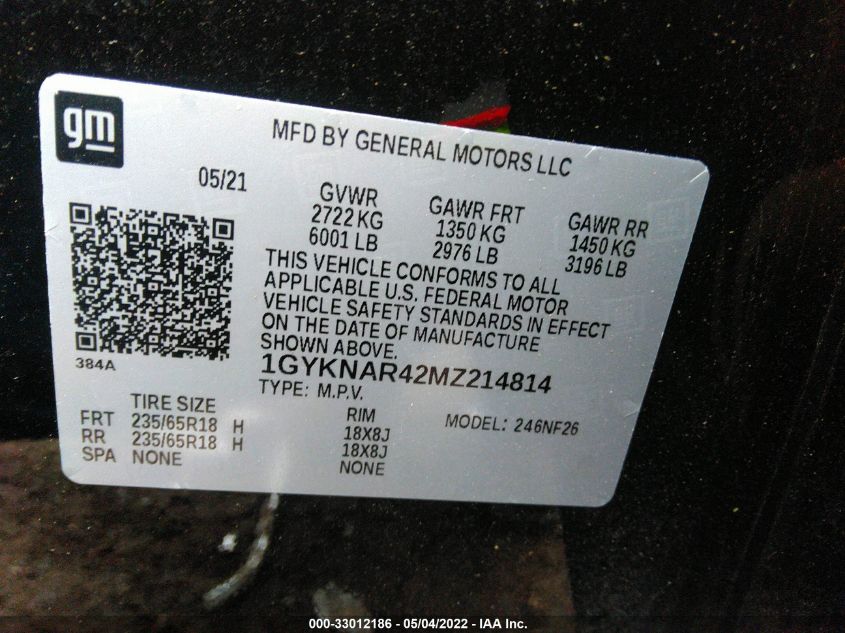 gm
MFD BY GENERAL MOTORS LLC
05/21
GVWR
2722 KG
6001 LB
GAWR FRT
1350 KG
2976 LB
GAWR RR
1450 KG
3196 LB
THIS VEHICLE CONFORMS TO ALL
APPLICABLE U.S. FEDERAL MOTOR
VEHICLE SAFETY STANDARDS IN EFFECT
ON THE DATE OF MANUFACTURE
SHOWN ABOVE.
384A
1GYKNAR42MZ214814
TYPE: M.P.V.
MODEL: 246NF26
TIRE SIZE RIM
FRT 235/65R18 H 18X8J
RR 235/65R18 H 18X8J
SPA NONE NONE
000-33012186 - 05/04/2022 - IAA Inc.